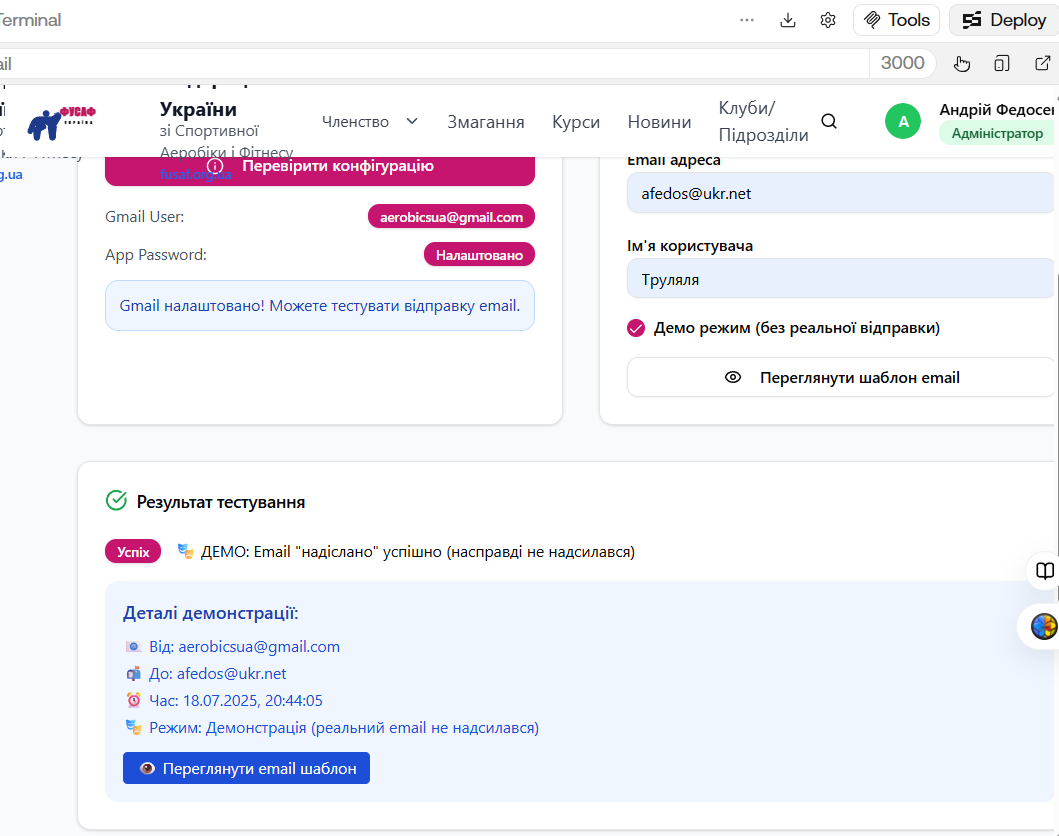 Terminal
Tools
Deploy
ail
3000
ФУСАФ
УКРАЇНА
України
зі Спортивної
Аеробіки і Фітнесу
fusaf.org.ua
g.ua
Членство
Змагання
Курси
Новини
Клуби/
Підрозділи
А
Андрій Федосе
Адміністратор
Перевірити конфігурацію
Gmail User:
aerobicsua@gmail.com
App Password:
Налаштовано
Gmail налаштовано! Можете тестувати відправку email.
Email адреса
afedos@ukr.net
Ім'я користувача
Труляля
Демо режим (без реальної відправки)
Переглянути шаблон email
Результат тестування
Успіх
ДЕМО: Email "надіслано" успішно (насправді не надсилався)
Деталі демонстрації:
Від: aerobicsua@gmail.com
До: afedos@ukr.net
Час: 18.07.2025, 20:44:05
Режим: Демонстрація (реальний email не надсилався)
Переглянути email шаблон